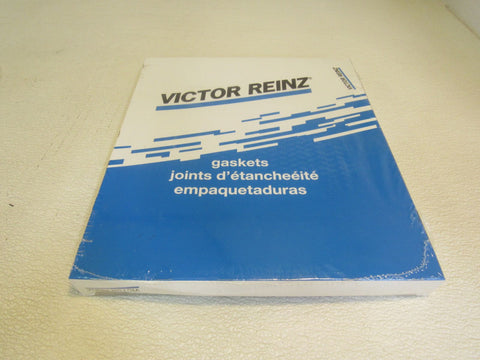 VICTOR REINZ®
gaskets
joints d'étancheéité
empaquetaduras